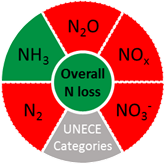 N₂O
NH₃
NOₓ
Overall
N loss
N₂
NO₃⁻
UNECE
Categories